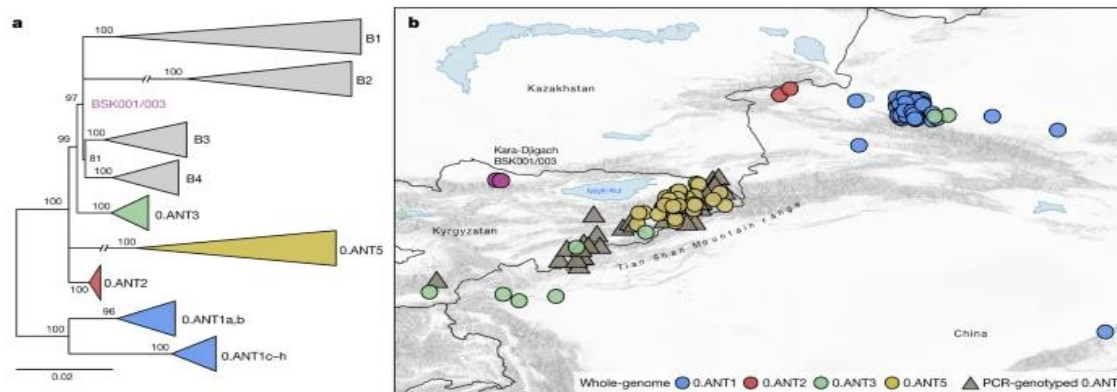 a
100
B1
100
B2
97
BSK001/003
99
100
B3
81
100
B4
100
100
0.ANT3
100
0.ANT5
100
0.ANT2
100
96
0.ANT1a,b
100
100
0.ANT1c–h
0.02
b
Kazakhstan
Kara-Djigach
BSK001/003
Issyk-Kul
Kyrgyzstan
Tian Shan Mountain range
China
Whole-genome 0.ANT1 0.ANT2 0.ANT3 0.ANT5 PCR-genotyped 0.ANT